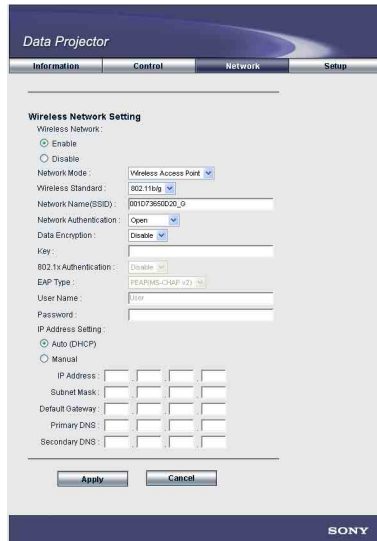 Data Projector
Information Control Network Setup
Wireless Network Setting
Wireless Network :
Enable
Disable
Network Mode : Wireless Access Point
Wireless Standard : 802.11b/g
Network Name(SSID) : 001D73650D20_G
Network Authentication : Open
Data Encryption : Disable
Key :
802.1x Authentication : Disable
EAP Type : PEAP(MS-CHAP v2)
User Name : User
Password :
IP Address Setting :
Auto (DHCP)
Manual
IP Address : . . .
Subnet Mask : . . .
Default Gateway : . . .
Primary DNS : . . .
Secondary DNS : . . .
Apply Cancel
SONY